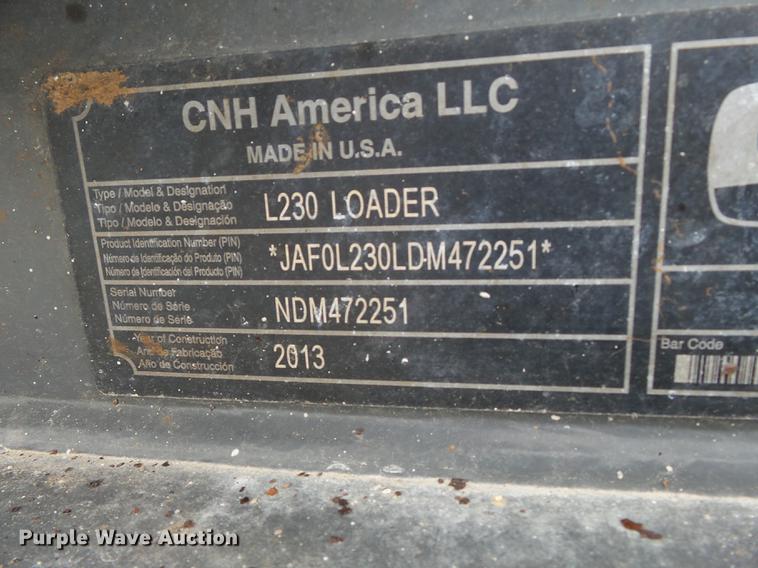 CNH America LLC
MADE IN U.S.A.
Type / Model & Designation
Tipo / Modelo & Designação
Tipo / Modelo & Designación
L230 LOADER
Product Identification Number (PIN)
Número de Identificação do Produto (PIN)
Número de Identificación del Producto (PIN)
*JAF0L230LDM472251*
Serial Number
Número de Série
Número de Serie
NDM472251
Year of Construction
Ano de Fabricação
Año de Construcción
2013
Bar Code
Purple Wave Auction